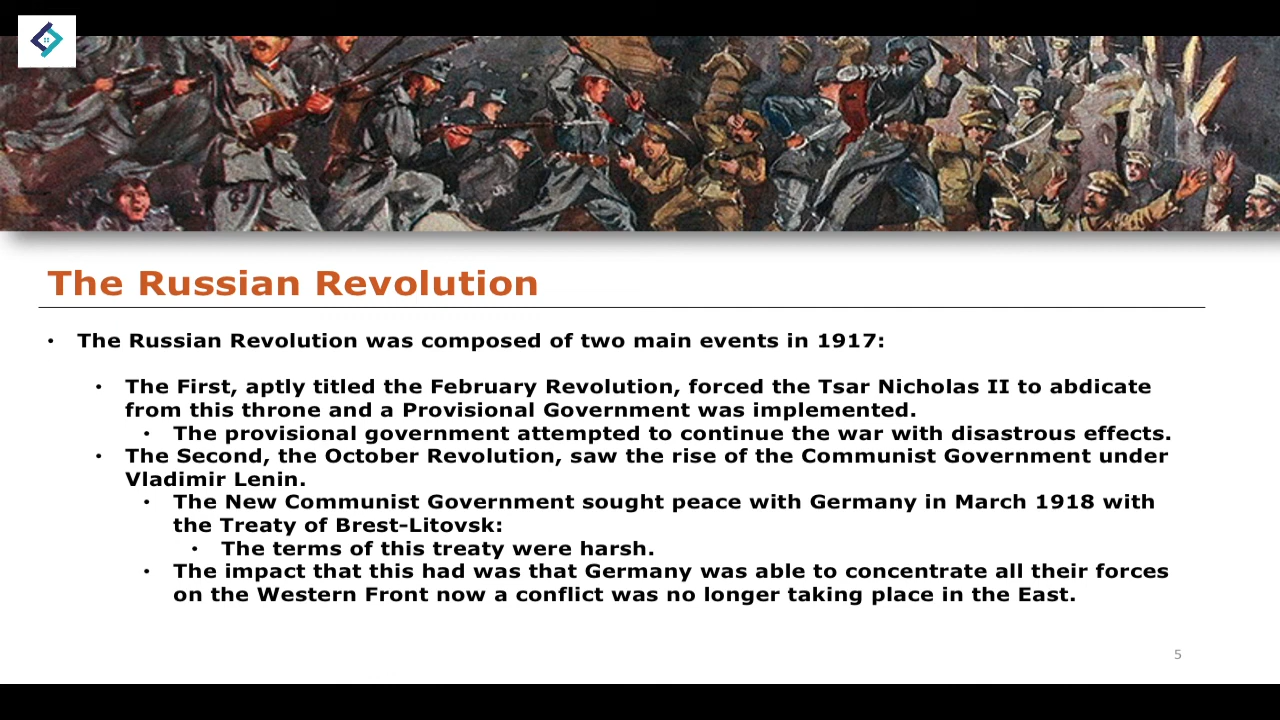 The Russian Revolution
• The Russian Revolution was composed of two main events in 1917:
• The First, aptly titled the February Revolution, forced the Tsar Nicholas II to abdicate
from this throne and a Provisional Government was implemented.
• The provisional government attempted to continue the war with disastrous effects.
• The Second, the October Revolution, saw the rise of the Communist Government under
Vladimir Lenin.
• The New Communist Government sought peace with Germany in March 1918 with
the Treaty of Brest-Litovsk:
• The terms of this treaty were harsh.
• The impact that this had was that Germany was able to concentrate all their forces
on the Western Front now a conflict was no longer taking place in the East.
5